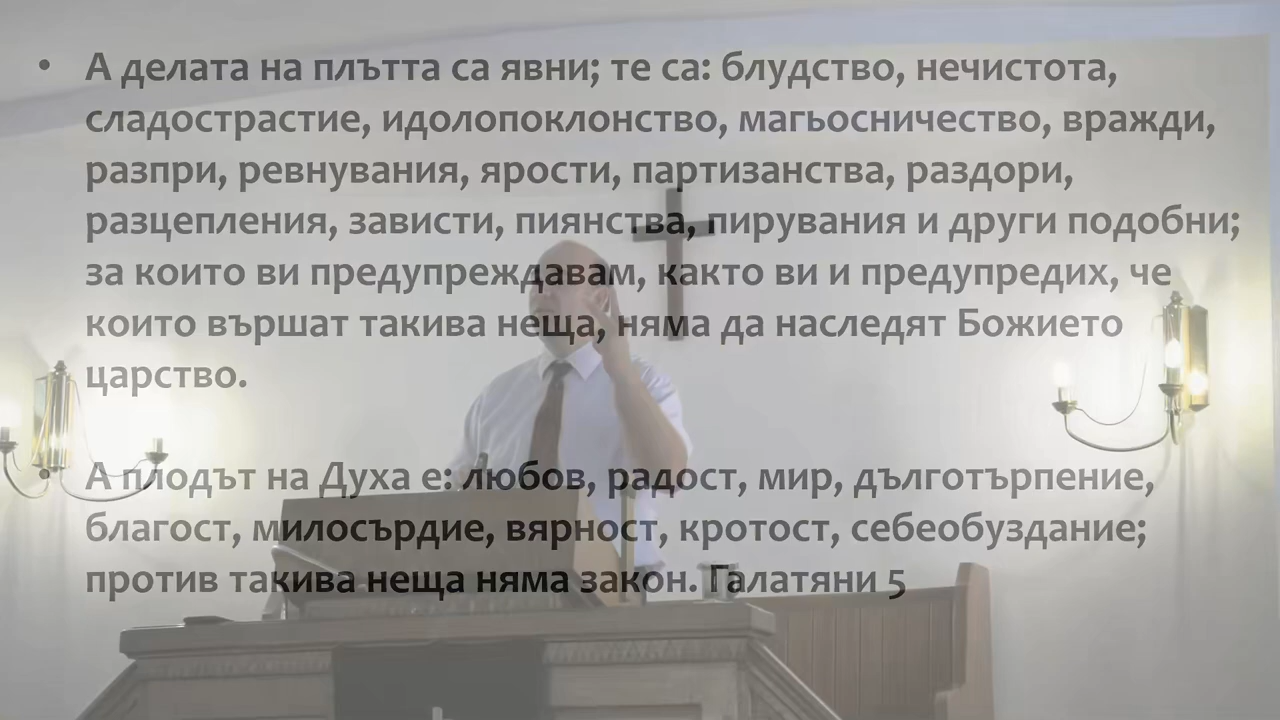 • А делата на плътта са явни; те са: блудство, нечистота,
сладострастие, идолопоклонство, магьосничество, вражди,
разпри, ревнувания, ярости, партизанства, раздори,
разцепления, зависти, пиянства, пирувания и други подобни;
за които ви предупреждавам, както ви и предупредих, че
които вършат такива неща, няма да наследят Божието
царство.
• А плодът на Духа е: любов, радост, мир, дълготърпение,
благост, милосърдие, вярност, кротост, себеобуздание;
против такива неща няма закон. Галатяни 5